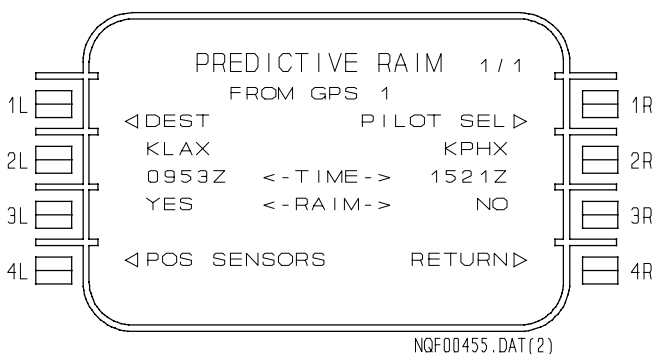 PREDICTIVE RAIM 1/1
FROM GPS 1
1L 1R
◁DEST PILOT SEL▷
KLAX KPHX
2L 2R
0953Z <-TIME-> 1521Z
YES <-RAIM-> NO
3L 3R
◁POS SENSORS RETURN▷
4L 4R
NQF00455.DAT(2)